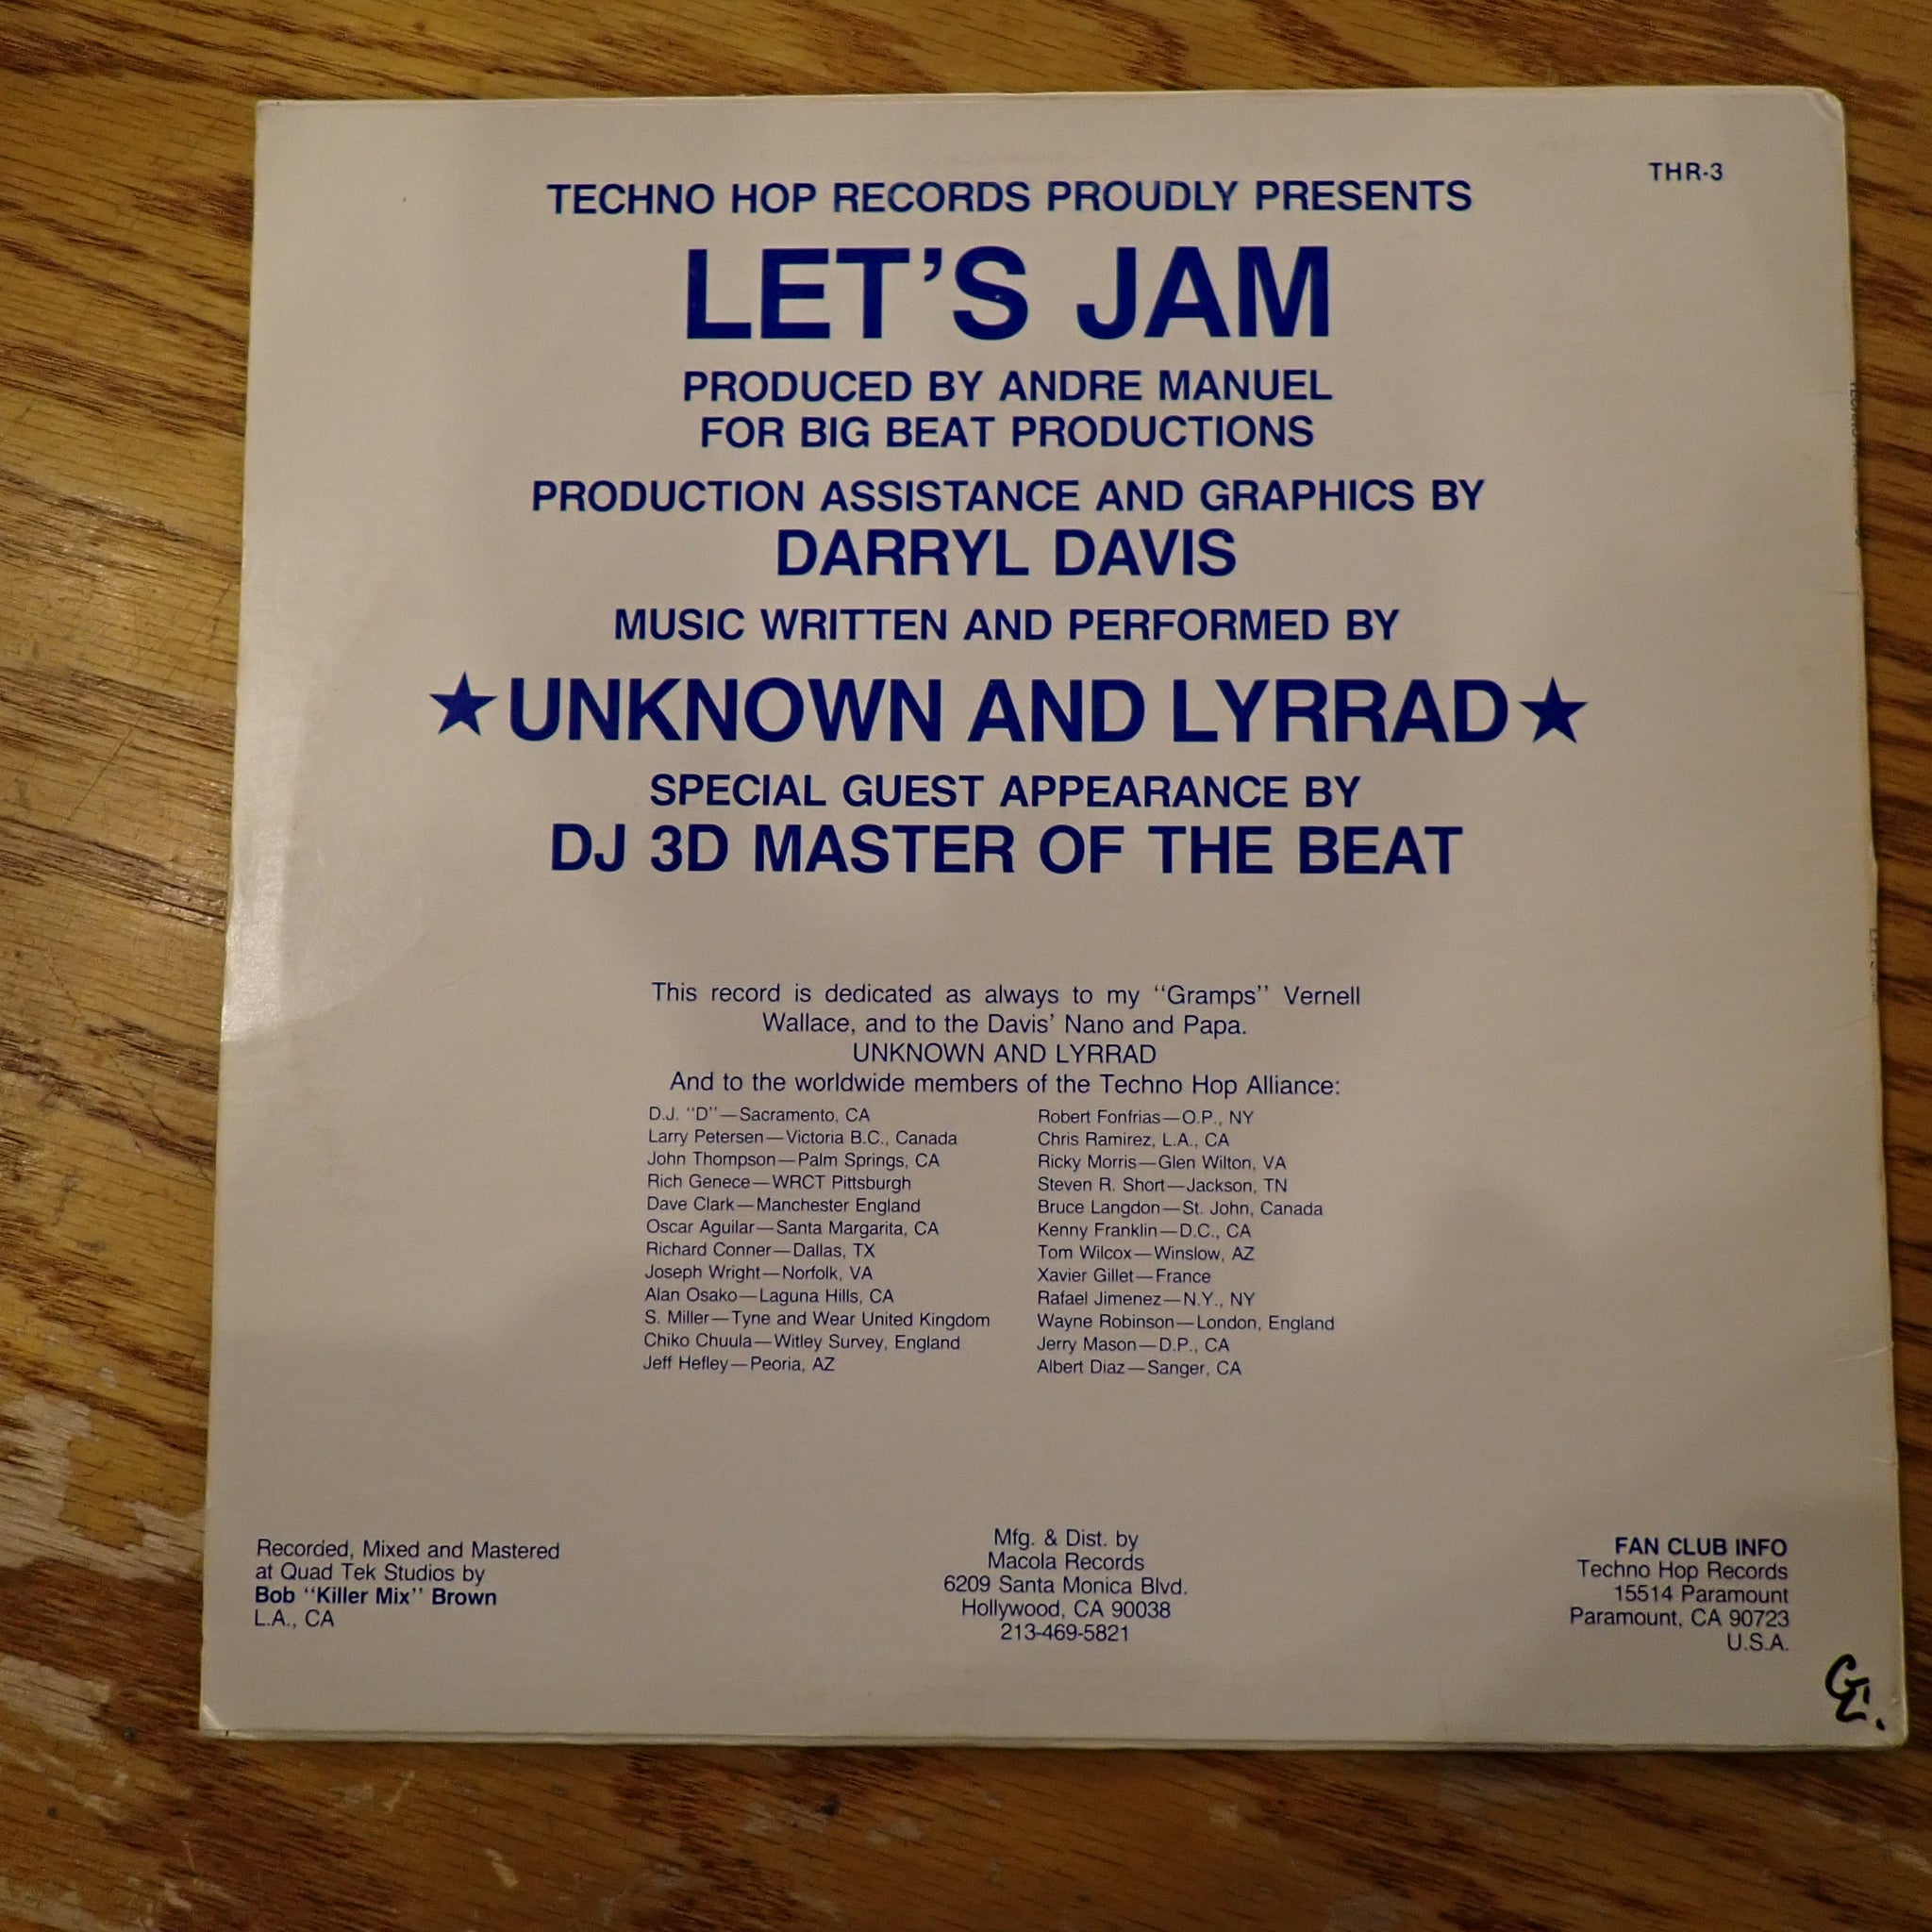 THR-3
TECHNO HOP RECORDS PROUDLY PRESENTS
LET'S JAM
PRODUCED BY ANDRE MANUEL
FOR BIG BEAT PRODUCTIONS
PRODUCTION ASSISTANCE AND GRAPHICS BY
DARRYL DAVIS
MUSIC WRITTEN AND PERFORMED BY
★UNKNOWN AND LYRRAD★
SPECIAL GUEST APPEARANCE BY
DJ 3D MASTER OF THE BEAT
This record is dedicated as always to my "Gramps" Vernell
Wallace, and to the Davis' Nano and Papa.
UNKNOWN AND LYRRAD
And to the worldwide members of the Techno Hop Alliance:
D.J. "D"—Sacramento, CA
Larry Petersen—Victoria B.C., Canada
John Thompson—Palm Springs, CA
Rich Genece—WRCT Pittsburgh
Dave Clark—Manchester England
Oscar Aguilar—Santa Margarita, CA
Richard Conner—Dallas, TX
Joseph Wright—Norfolk, VA
Alan Osako—Laguna Hills, CA
S. Miller—Tyne and Wear United Kingdom
Chiko Chuula—Witley Survey, England
Jeff Hefley—Peoria, AZ
Robert Fonfrias—O.P., NY
Chris Ramirez, L.A., CA
Ricky Morris—Glen Wilton, VA
Steven R. Short—Jackson, TN
Bruce Langdon—St. John, Canada
Kenny Franklin—D.C., CA
Tom Wilcox—Winslow, AZ
Xavier Gillet—France
Rafael Jimenez—N.Y., NY
Wayne Robinson—London, England
Jerry Mason—D.P., CA
Albert Diaz—Sanger, CA
Recorded, Mixed and Mastered
at Quad Tek Studios by
Bob "Killer Mix" Brown
L.A., CA
Mfg. & Dist. by
Macola Records
6209 Santa Monica Blvd.
Hollywood, CA 90038
213-469-5821
FAN CLUB INFO
Techno Hop Records
15514 Paramount
Paramount, CA 90723
U.S.A.